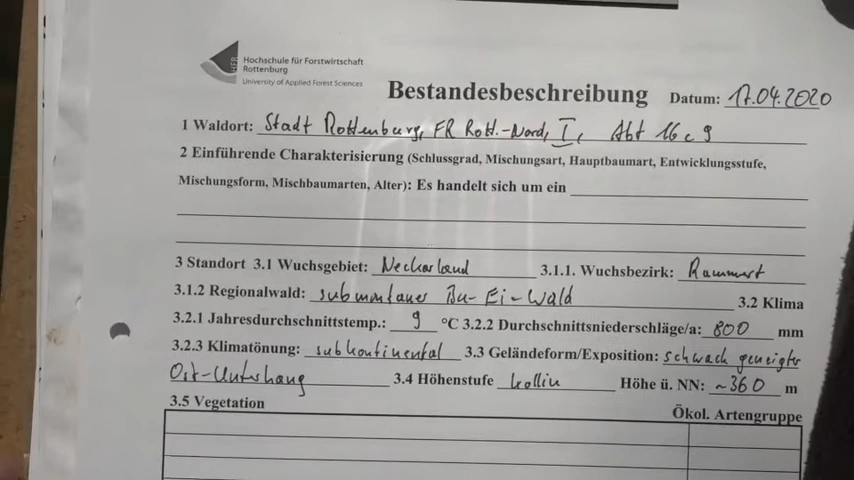 HFR
Hochschule für Forstwirtschaft
Rottenburg
University of Applied Forest Sciences
Bestandesbeschreibung Datum: 17.04.2020
1 Waldort: Stadt Rottenburg, FR Rott.-Nord, I, Abt 16 c 9
2 Einführende Charakterisierung (Schlussgrad, Mischungsart, Hauptbaumart, Entwicklungsstufe,
Mischungsform, Mischbaumarten, Alter): Es handelt sich um ein
3 Standort 3.1 Wuchsgebiet: Neckarland 3.1.1. Wuchsbezirk: Rammert
3.1.2 Regionalwald: submontaner Bu-Ei-Wald 3.2 Klima
3.2.1 Jahresdurchschnittstemp.: 9 °C 3.2.2 Durchschnittsniederschläge/a: 800 mm
3.2.3 Klimatönung: subkontinental 3.3 Geländeform/Exposition: schwach geneigter
Ost-Unterhang 3.4 Höhenstufe kollin Höhe ü. NN: ~360 m
3.5 Vegetation Ökol. Artengruppe